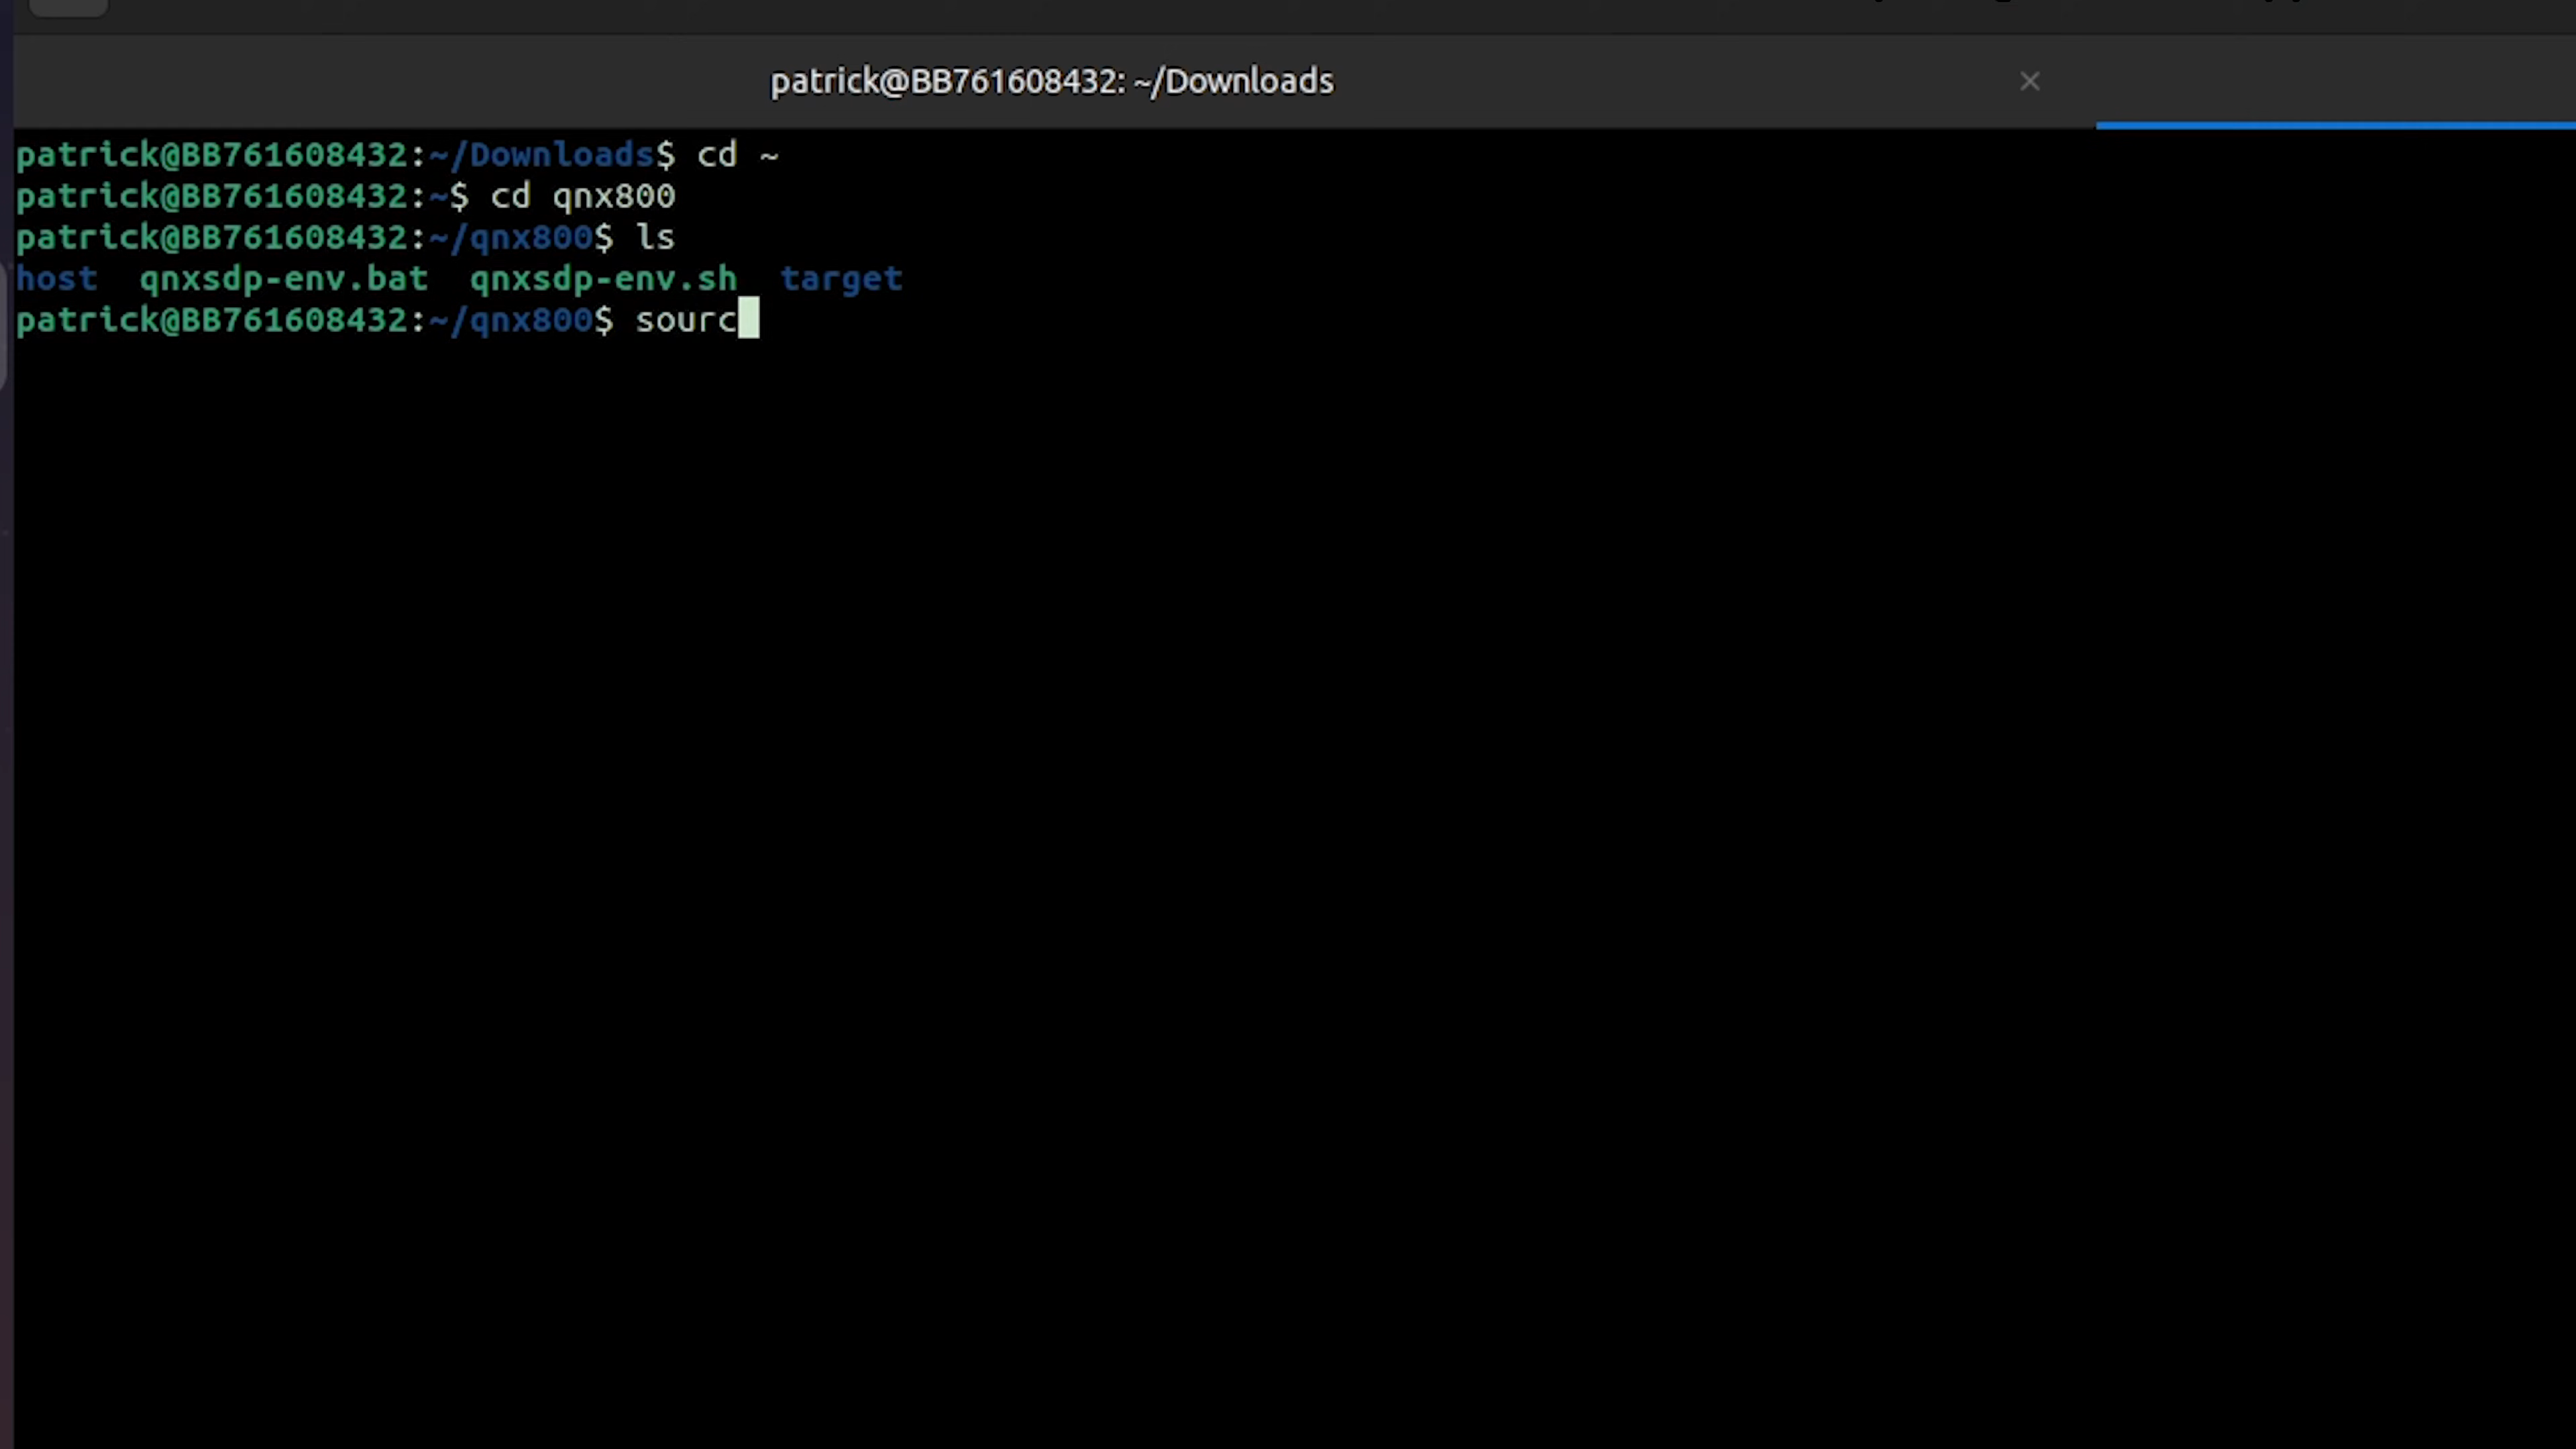 patrick@BB761608432: ~/Downloads ×
patrick@BB761608432:~/Downloads$ cd ~
patrick@BB761608432:~$ cd qnx800
patrick@BB761608432:~/qnx800$ ls
host qnxsdp-env.bat qnxsdp-env.sh target
patrick@BB761608432:~/qnx800$ sourc